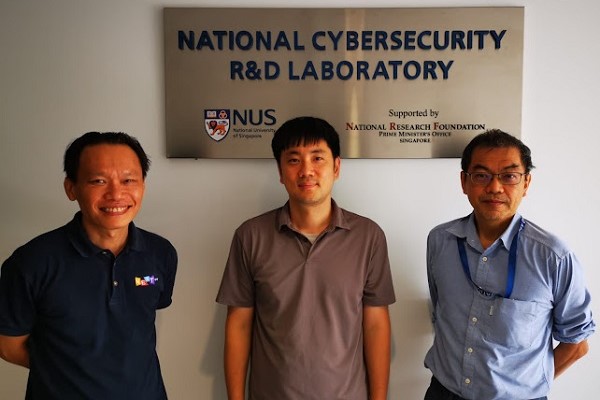 NATIONAL CYBERSECURITY
R&D LABORATORY
NUS
National University
of Singapore
Supported by
NATIONAL RESEARCH FOUNDATION
PRIME MINISTER'S OFFICE
SINGAPORE